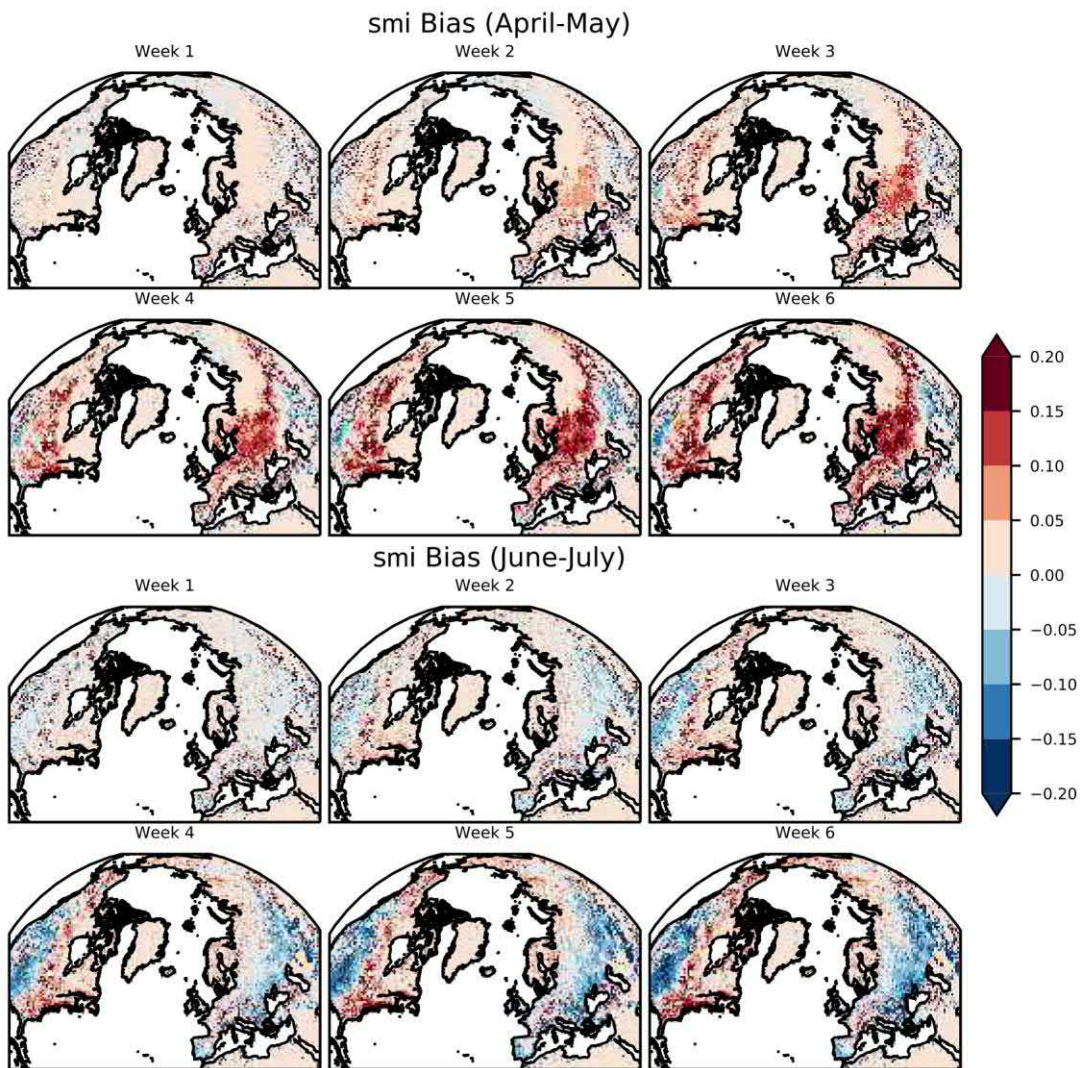 smi Bias (April-May)
Week 1
Week 2
Week 3
Week 4
Week 5
Week 6
0.20
0.15
0.10
0.05
0.00
−0.05
−0.10
−0.15
−0.20
smi Bias (June-July)
Week 1
Week 2
Week 3
Week 4
Week 5
Week 6